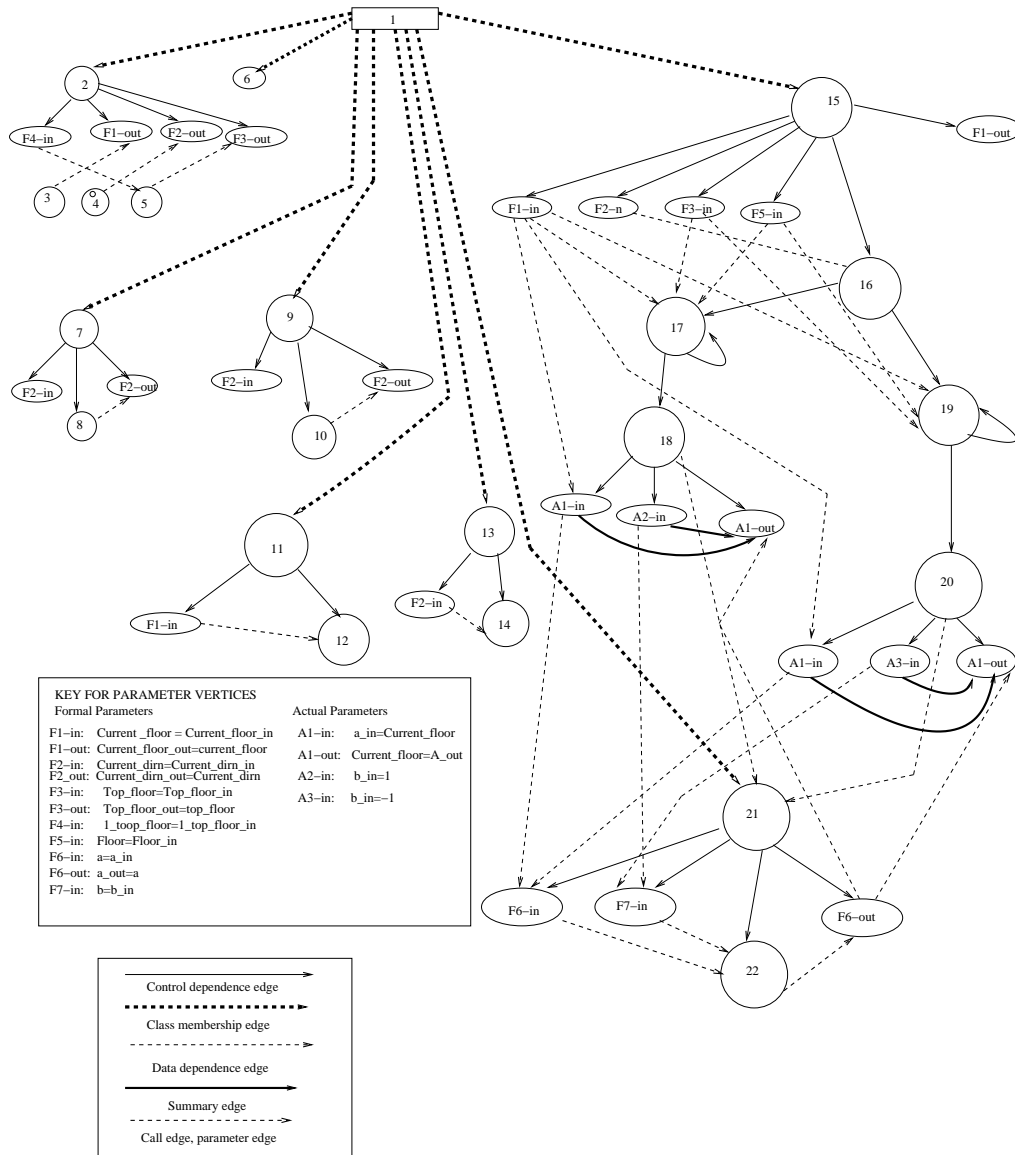 1
2
6
15
F4-in
F1-out
F2-out
F3-out
F1-out
3
4
5
F1-in
F2-n
F3-in
F5-in
16
7
9
17
F2-in
F2-out
F2-in
F2-out
19
8
10
18
A1-in
A2-in
A1-out
11
13
20
F1-in
12
F2-in
14
A1-in
A3-in
A1-out
KEY FOR PARAMETER VERTICES
Formal Parameters
Actual Parameters
F1-in: Current _floor = Current_floor_in
F1-out: Current_floor_out=current_floor
F2-in: Current_dirn=Current_dirn_in
F2_out: Current_dirn_out=Current_dirn
F3-in: Top_floor=Top_floor_in
F3-out: Top_floor_out=top_floor
F4-in: 1_toop_floor=1_top_floor_in
F5-in: Floor=Floor_in
F6-in: a=a_in
F6-out: a_out=a
F7-in: b=b_in
A1-in: a_in=Current_floor
A1-out: Current_floor=A_out
A2-in: b_in=1
A3-in: b_in=-1
21
F6-in
F7-in
F6-out
22
Control dependence edge
Class membership edge
Data dependence edge
Summary edge
Call edge, parameter edge